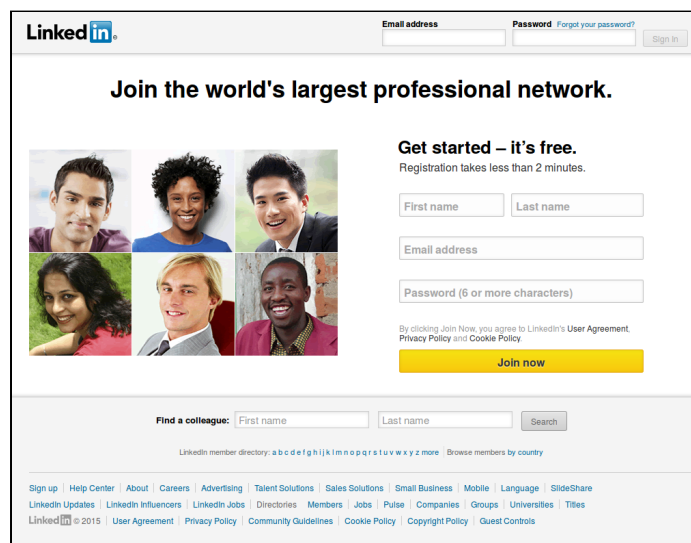 Linked in
Email address
Password Forgot your password?
Sign In
Join the world's largest professional network.
Get started – it's free.
Registration takes less than 2 minutes.
First name Last name
Email address
Password (6 or more characters)
By clicking Join Now, you agree to LinkedIn's User Agreement,
Privacy Policy and Cookie Policy.
Join now
Find a colleague: First name Last name Search
LinkedIn member directory: a b c d e f g h i j k l m n o p q r s t u v w x y z more Browse members by country
Sign up Help Center About Careers Advertising Talent Solutions Sales Solutions Small Business Mobile Language SlideShare
LinkedIn Updates LinkedIn Influencers LinkedIn Jobs Directories Members Jobs Pulse Companies Groups Universities Titles
Linked in © 2015 User Agreement Privacy Policy Community Guidelines Cookie Policy Copyright Policy Guest Controls